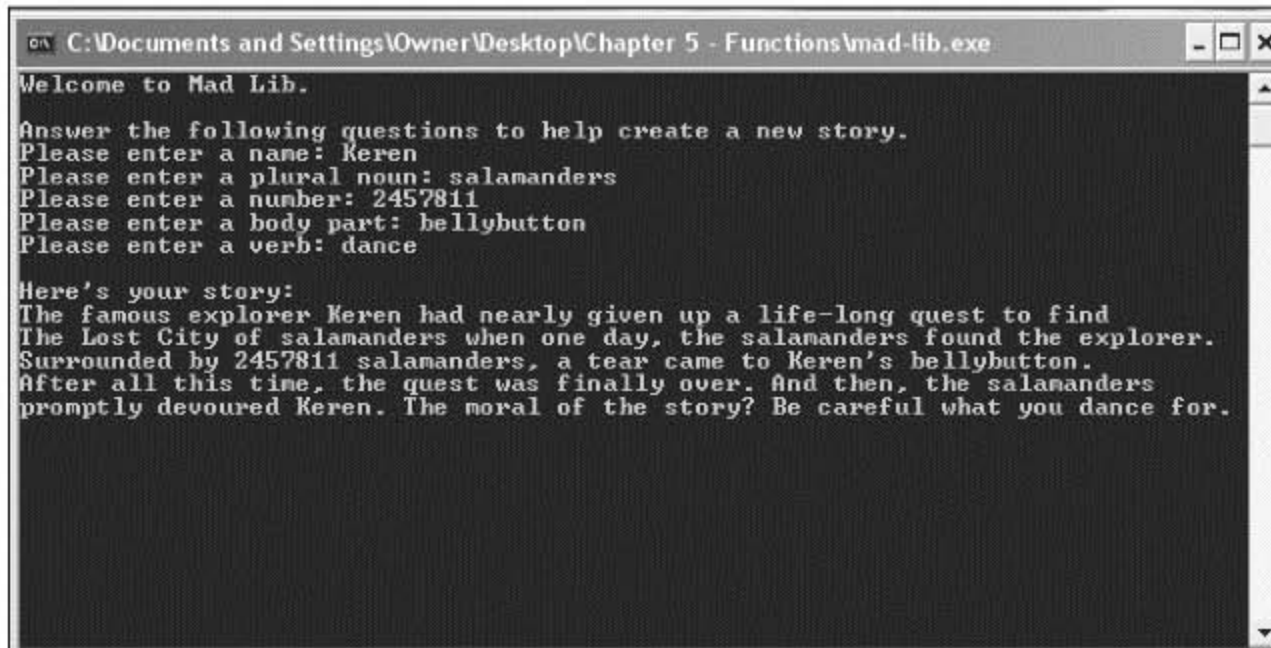 C:\Documents and Settings\Owner\Desktop\Chapter 5 - Functions\mad-lib.exe
Welcome to Mad Lib.
Answer the following questions to help create a new story.
Please enter a name: Keren
Please enter a plural noun: salamanders
Please enter a number: 2457811
Please enter a body part: bellybutton
Please enter a verb: dance
Here's your story:
The famous explorer Keren had nearly given up a life-long quest to find
The Lost City of salamanders when one day, the salamanders found the explorer.
Surrounded by 2457811 salamanders, a tear came to Keren's bellybutton.
After all this time, the quest was finally over. And then, the salamanders
promptly devoured Keren. The moral of the story? Be careful what you dance for.